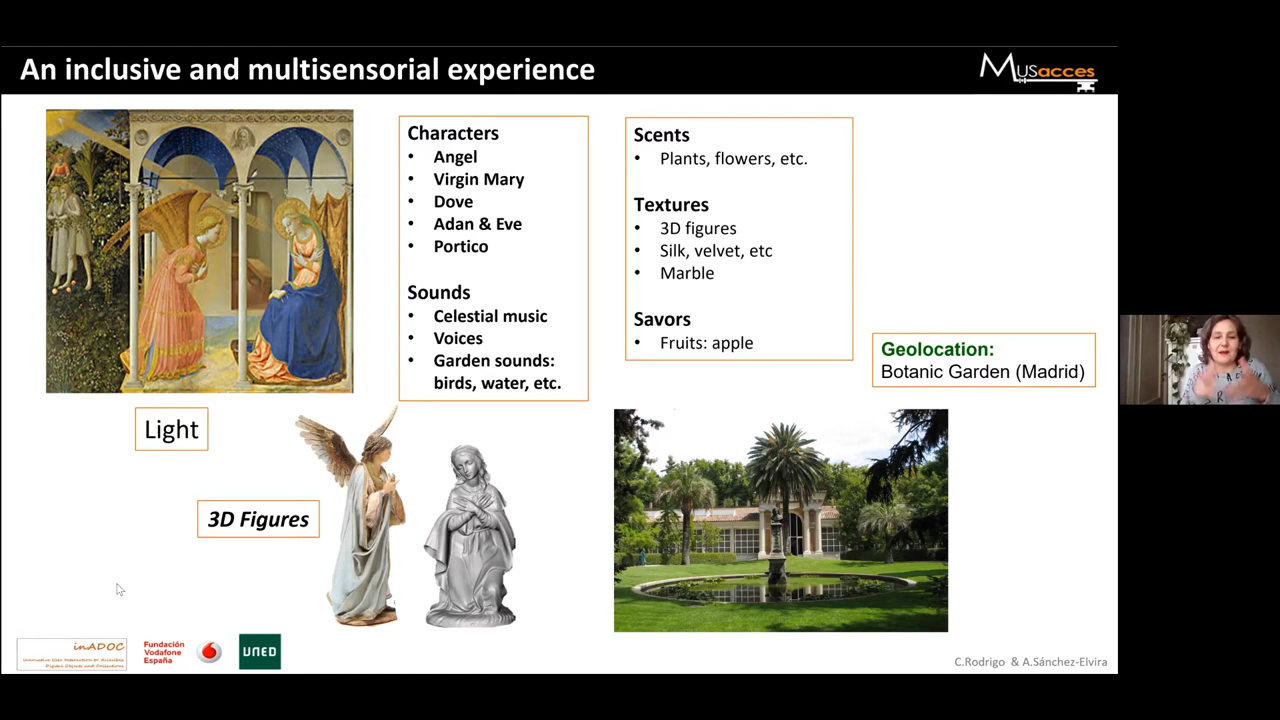 An inclusive and multisensorial experience
Musacces
Characters
• Angel
• Virgin Mary
• Dove
• Adan & Eve
• Portico
Sounds
• Celestial music
• Voices
• Garden sounds:
birds, water, etc.
Scents
• Plants, flowers, etc.
Textures
• 3D figures
• Silk, velvet, etc
• Marble
Savors
• Fruits: apple
Geolocation:
Botanic Garden (Madrid)
Light
3D Figures
inADOC
Fundación
Vodafone
España
UNED
C.Rodrigo & A.Sánchez-Elvira